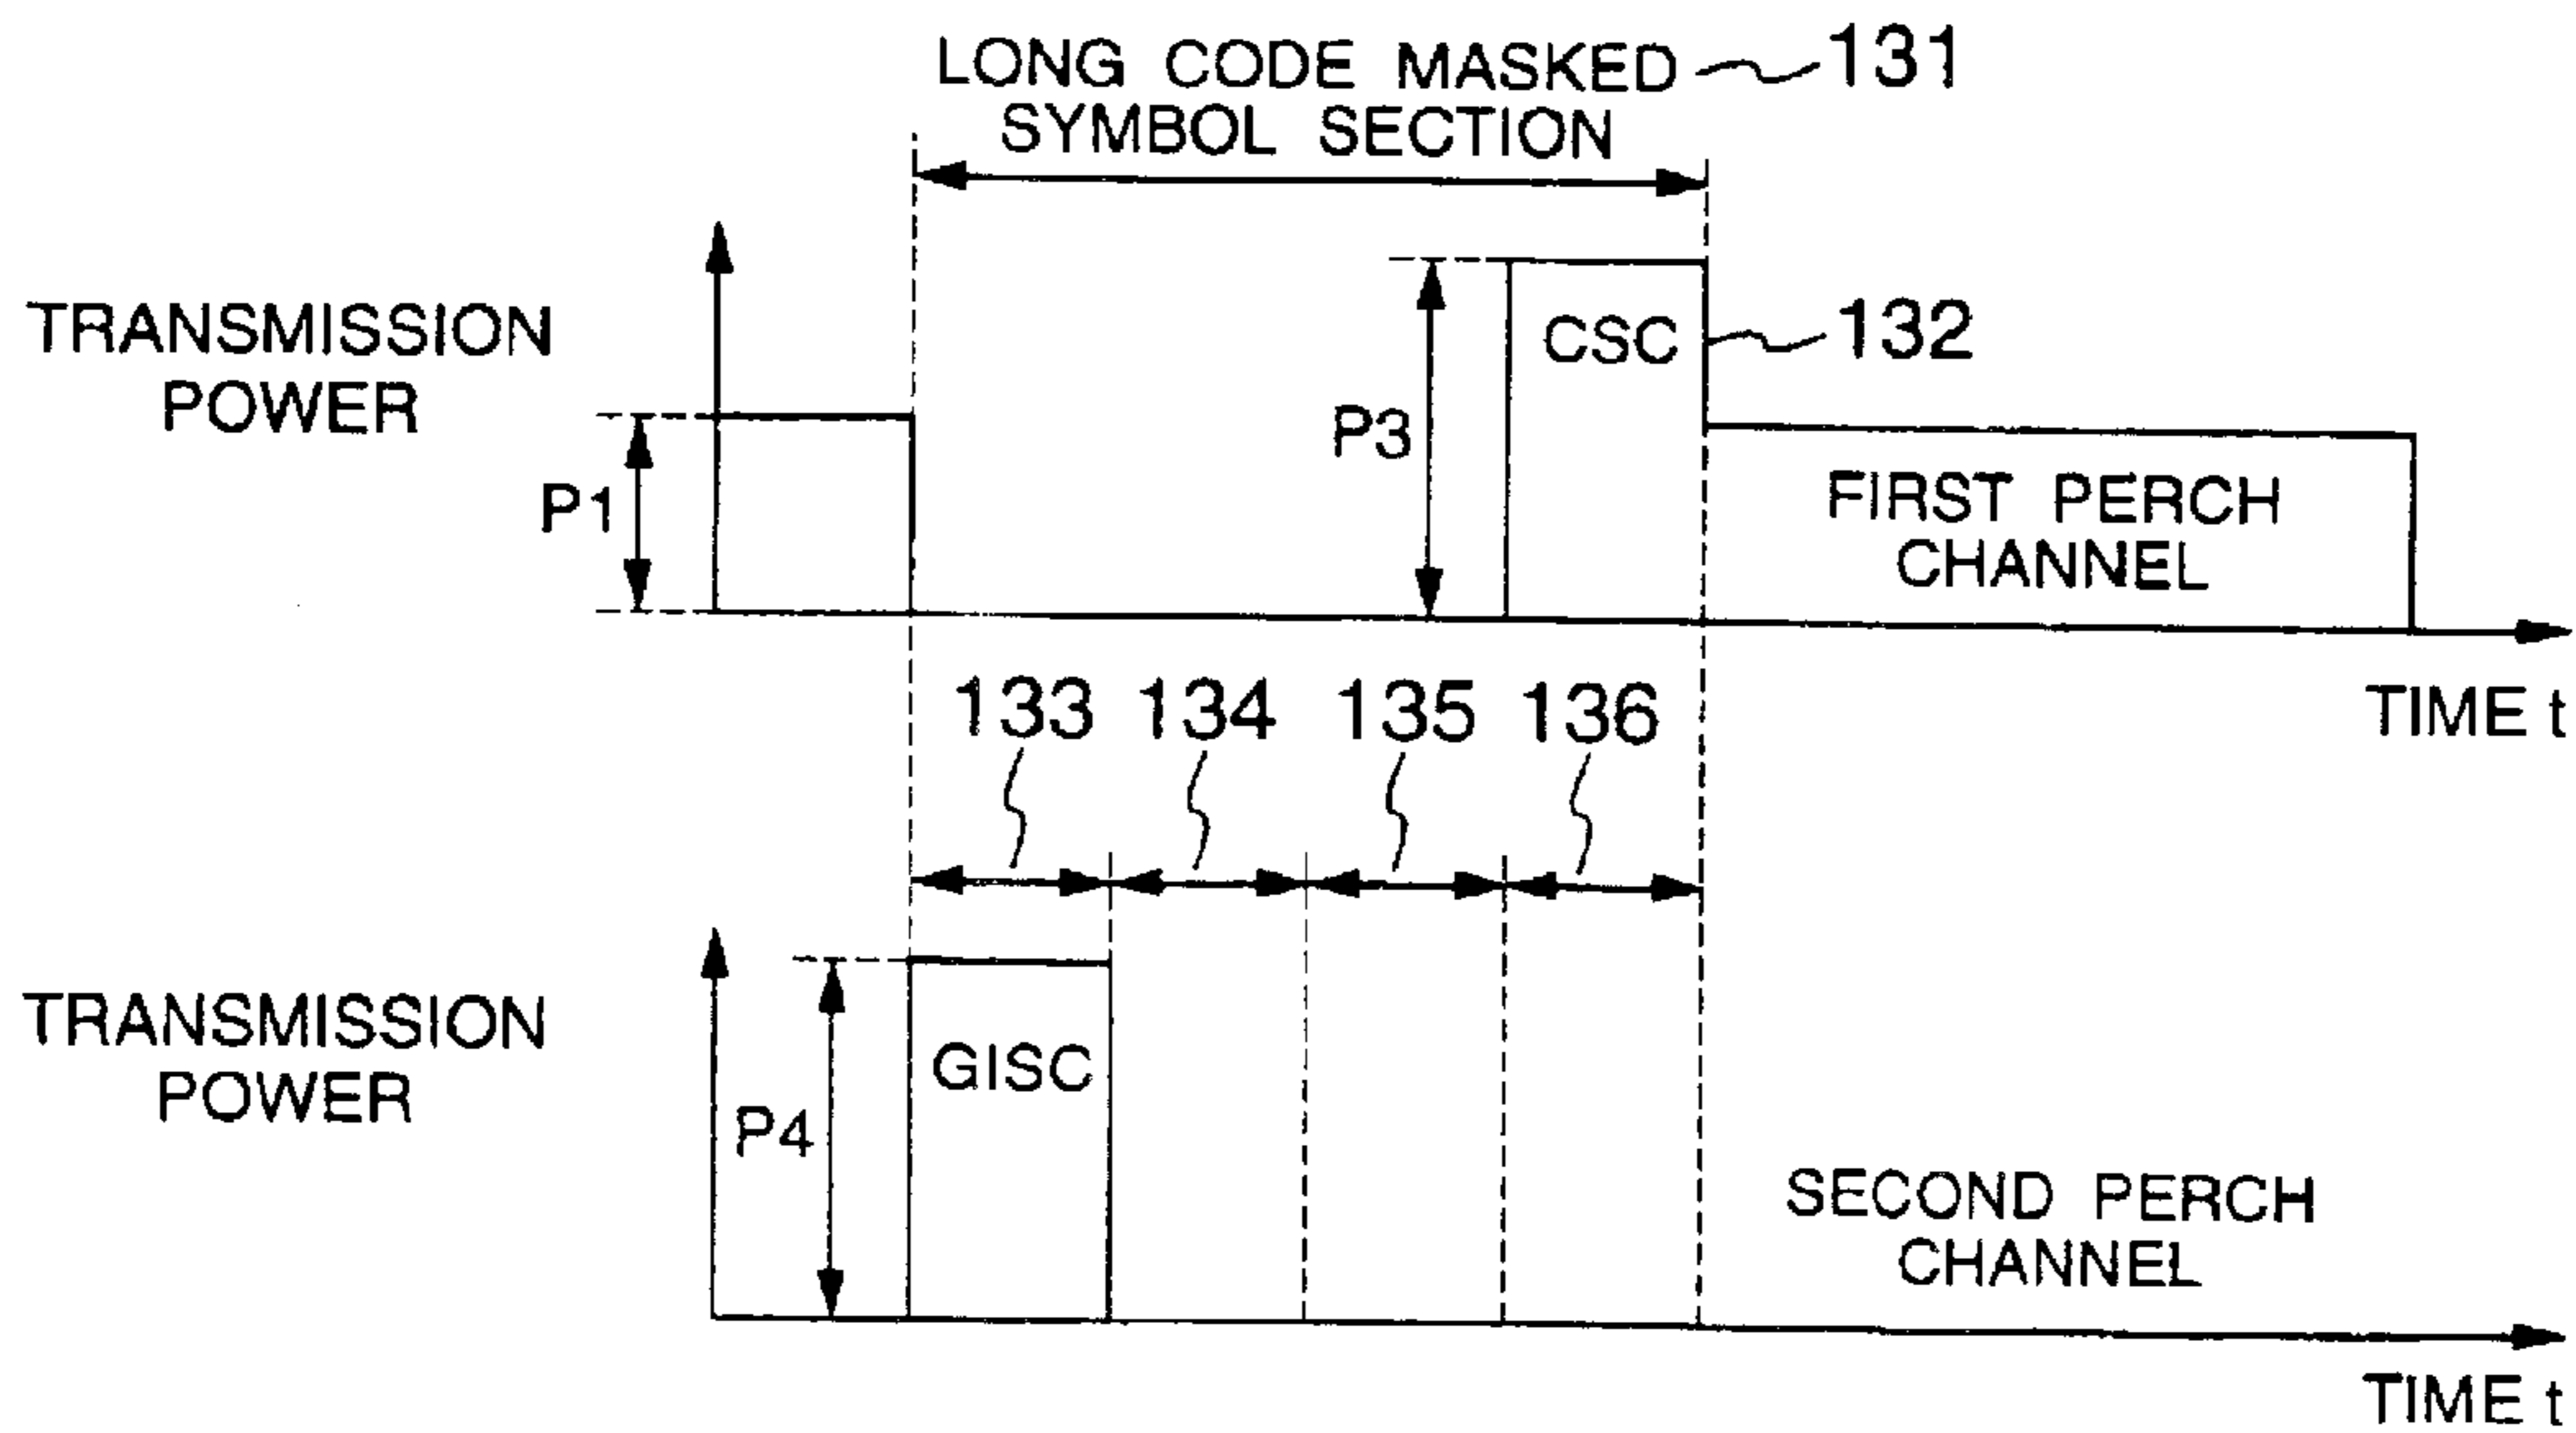 LONG CODE MASKED 131
SYMBOL SECTION
TRANSMISSION
POWER
P1
P3
CSC
132
FIRST PERCH
CHANNEL
TIME t
133 134 135 136
TRANSMISSION
POWER
P4
GISC
SECOND PERCH
CHANNEL
TIME t